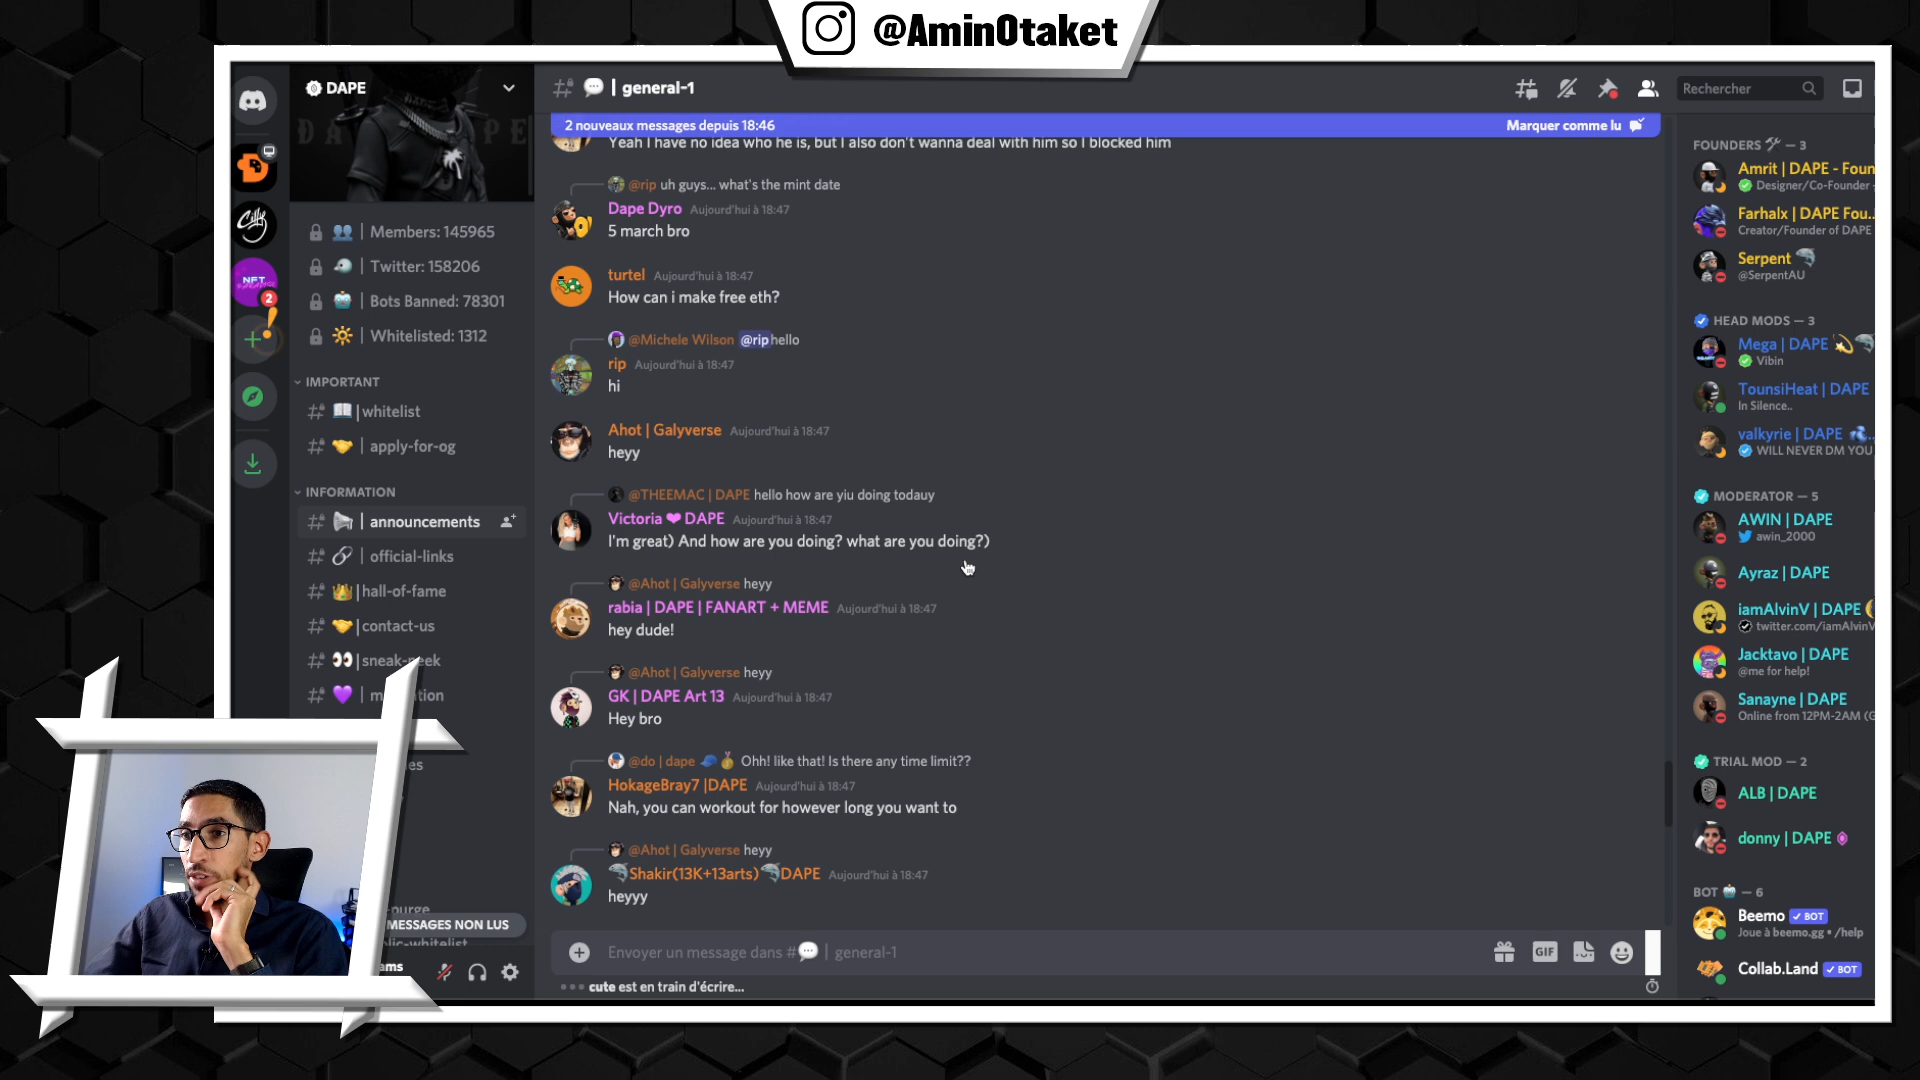 @AminOtaket
DAPE
| general-1
Rechercher
2 nouveaux messages depuis 18:46
Marquer comme lu
Yeah I have no idea who he is, but I also don't wanna deal with him so I blocked him
@rip uh guys... what's the mint date
Dape Dyro Aujourd'hui à 18:47
5 march bro
turtel Aujourd'hui à 18:47
How can i make free eth?
@Michele Wilson @rip hello
rip Aujourd'hui à 18:47
hi
Ahot | Galyverse Aujourd'hui à 18:47
heyy
@THEEMAC | DAPE hello how are yiu doing todauy
Victoria ❤ DAPE Aujourd'hui à 18:47
I'm great) And how are you doing? what are you doing?)
@Ahot | Galyverse heyy
rabia | DAPE | FANART + MEME Aujourd'hui à 18:47
hey dude!
@Ahot | Galyverse heyy
GK | DAPE Art 13 Aujourd'hui à 18:47
Hey bro
@do | dape 🧢🏅 Ohh! like that! Is there any time limit??
HokageBray7 |DAPE Aujourd'hui à 18:47
Nah, you can workout for however long you want to
@Ahot | Galyverse heyy
🐬Shakir(13K+13arts)🐬DAPE Aujourd'hui à 18:47
heyyy
Envoyer un message dans #💬 | general-1
GIF
cute est en train d'écrire...
NFT
2
| Members: 145965
| Twitter: 158206
| Bots Banned: 78301
| Whitelisted: 1312
IMPORTANT
|whitelist
| apply-for-og
INFORMATION
| announcements
| official-links
|hall-of-fame
|contact-us
|sneak-peek
MESSAGES NON LUS
FOUNDERS — 3
Amrit | DAPE - Foun
Designer/Co-Founder
Farhalx | DAPE Fou..
Creator/Founder of DAPE
Serpent
@SerpentAU
HEAD MODS — 3
Mega | DAPE
Vibin
TounsiHeat | DAPE
In Silence..
valkyrie | DAPE
WILL NEVER DM YOU
MODERATOR — 5
AWIN | DAPE
awin_2000
Ayraz | DAPE
iamAlvinV | DAPE
twitter.com/iamAlvinV
Jacktavo | DAPE
@me for help!
Sanayne | DAPE
Online from 12PM-2AM (G
TRIAL MOD — 2
ALB | DAPE
donny | DAPE
BOT — 6
Beemo BOT
Joue à beemo.gg • /help
Collab.Land BOT